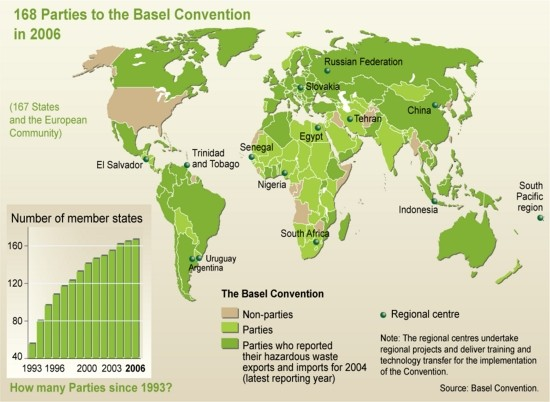 168 Parties to the Basel Convention
in 2006
(167 States
and the European
Community)
Russian Federation
Slovakia
Tehran
China
Egypt
Senegal
Nigeria
Trinidad
and Tobago
El Salvador
South
Pacific
region
Indonesia
South Africa
Uruguay
Argentina
Number of member states
160
120
80
40
1993 1996 2000 2003 2006
How many Parties since 1993?
The Basel Convention
Non-parties
Parties
Parties who reported
their hazardous waste
exports and imports for 2004
(latest reporting year)
Regional centre
Note: The regional centres undertake
regional projects and deliver training and
technology transfer for the implementation
of the Convention.
Source: Basel Convention.